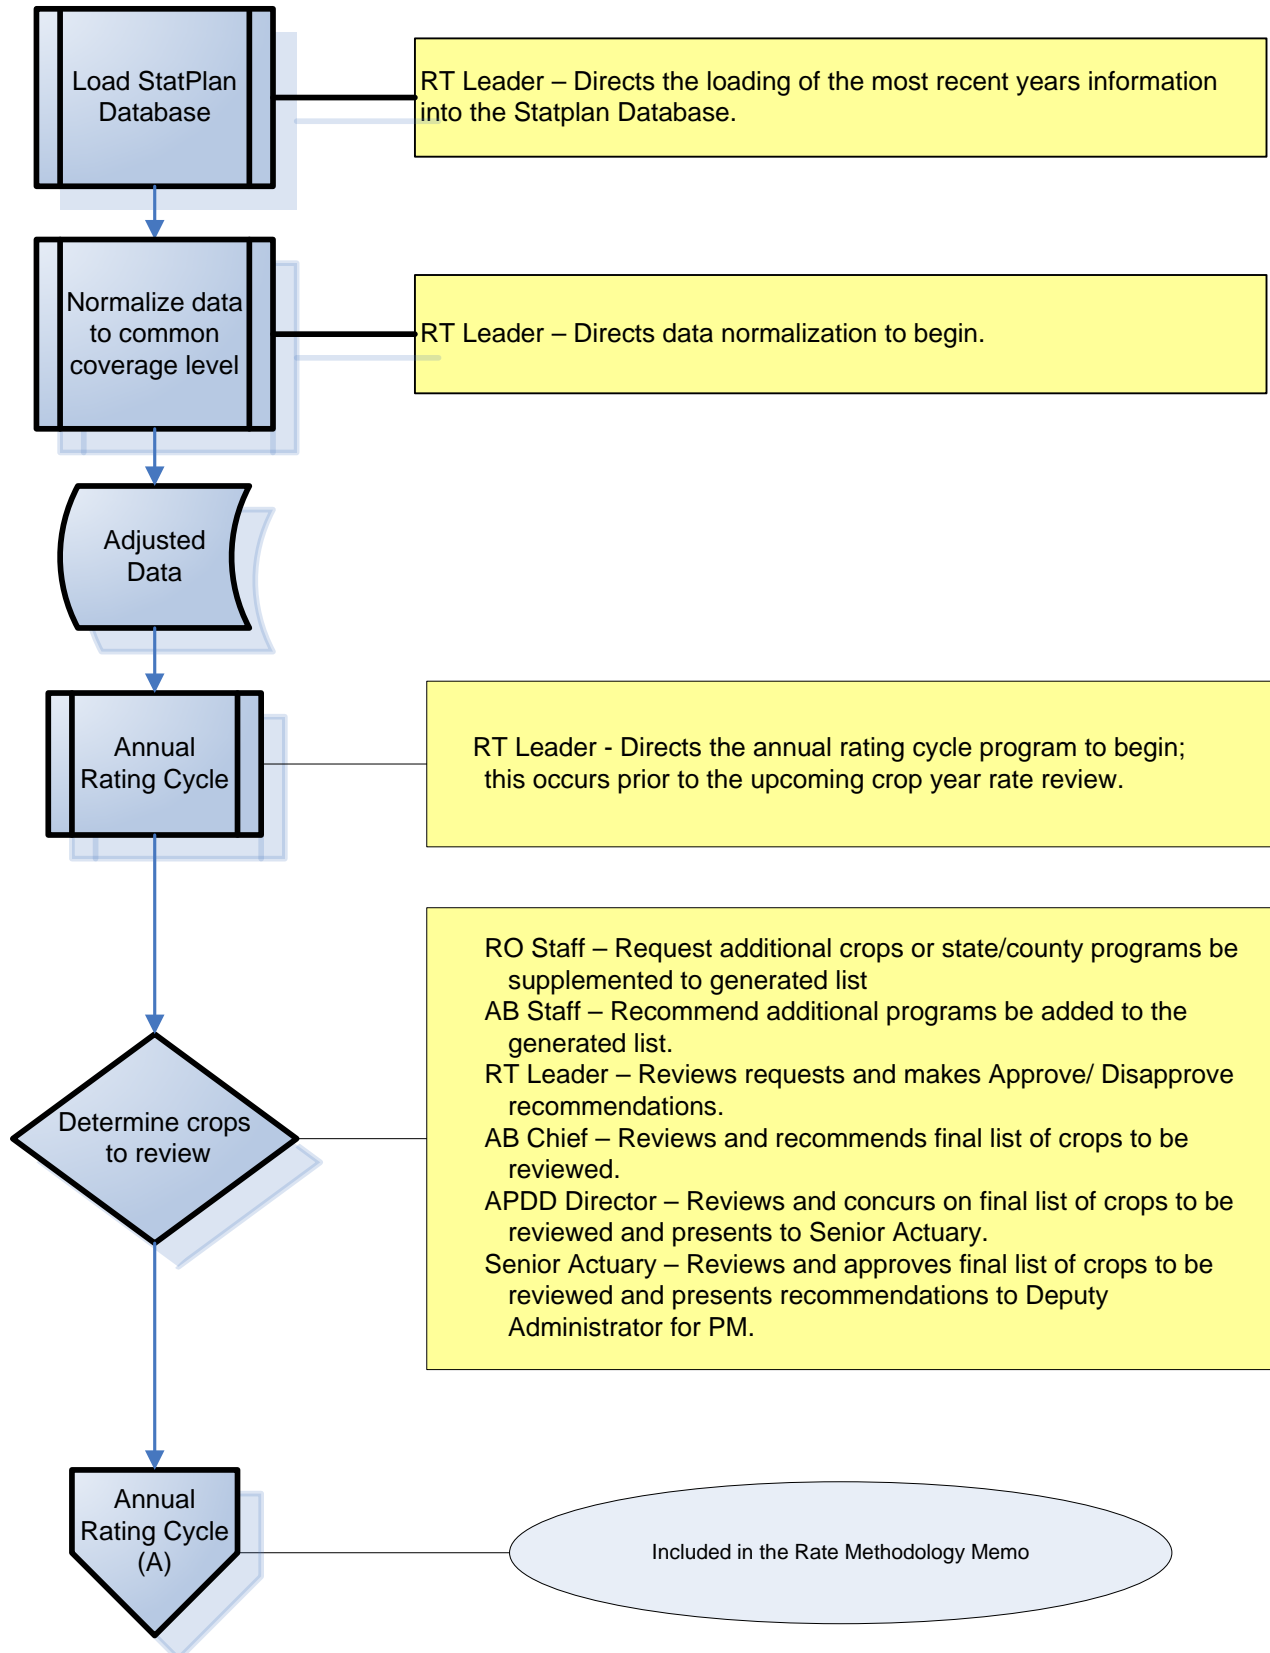 Load StatPlan
Database
RT Leader – Directs the loading of the most recent years information
into the Statplan Database.
Normalize data
to common
coverage level
RT Leader – Directs data normalization to begin.
Adjusted
Data
Annual
Rating Cycle
RT Leader - Directs the annual rating cycle program to begin;
this occurs prior to the upcoming crop year rate review.
Determine crops
to review
RO Staff – Request additional crops or state/county programs be
supplemented to generated list
AB Staff – Recommend additional programs be added to the
generated list.
RT Leader – Reviews requests and makes Approve/ Disapprove
recommendations.
AB Chief – Reviews and recommends final list of crops to be
reviewed.
APDD Director – Reviews and concurs on final list of crops to be
reviewed and presents to Senior Actuary.
Senior Actuary – Reviews and approves final list of crops to be
reviewed and presents recommendations to Deputy
Administrator for PM.
Annual
Rating Cycle
(A)
Included in the Rate Methodology Memo